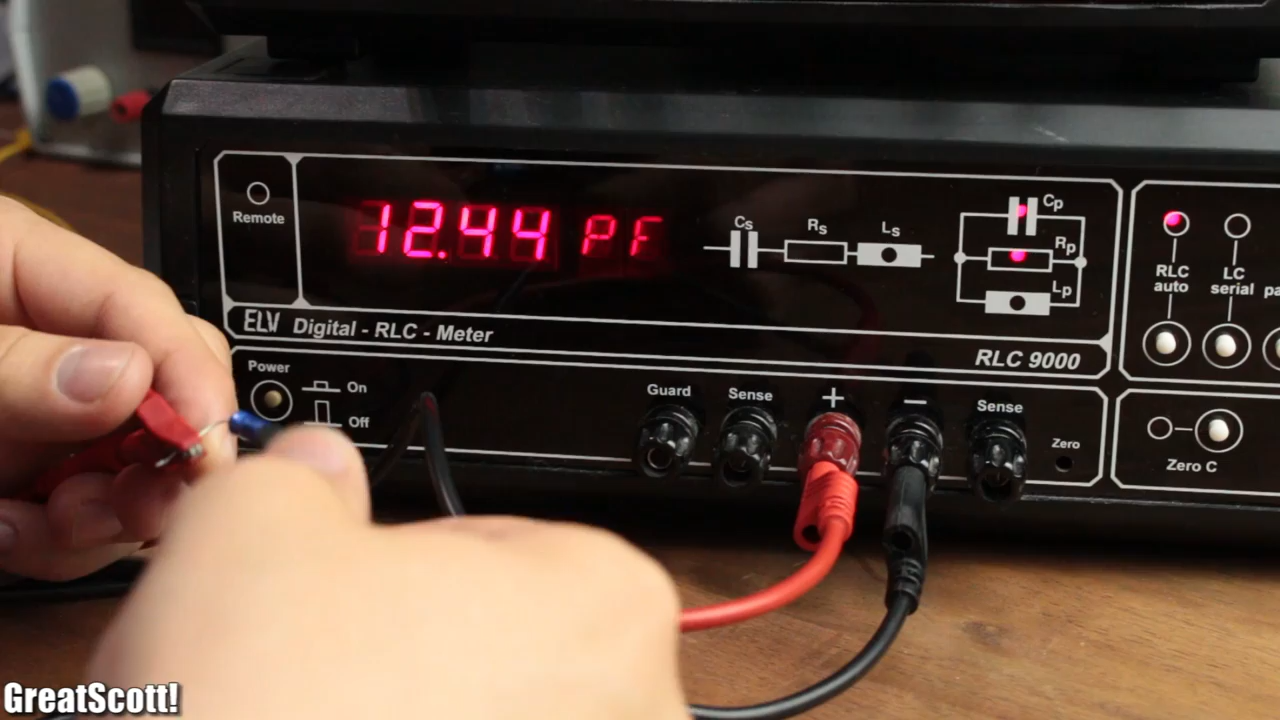 Remote
12.44 PF
Cs
Rs
Ls
Cp
Rp
Lp
RLC
auto
LC
serial
ELV Digital - RLC - Meter
RLC 9000
Power
On
Off
Guard
Sense
+
−
Sense
Zero
Zero C
GreatScott!